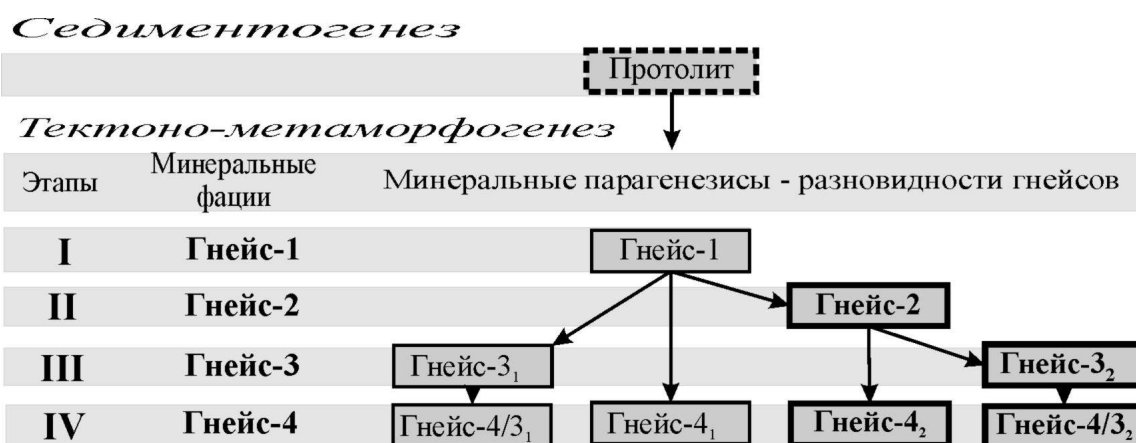 Седиментогенез
Протолит
Тектоно-метаморфогенез
Этапы
Минеральные
фации
Минеральные парагенезисы - разновидности гнейсов
I Гнейс-1 Гнейс-1
II Гнейс-2 Гнейс-2
III Гнейс-3 Гнейс-3₁ Гнейс-3₂
IV Гнейс-4 Гнейс-4/3₁ Гнейс-4₁ Гнейс-4₂ Гнейс-4/3₂